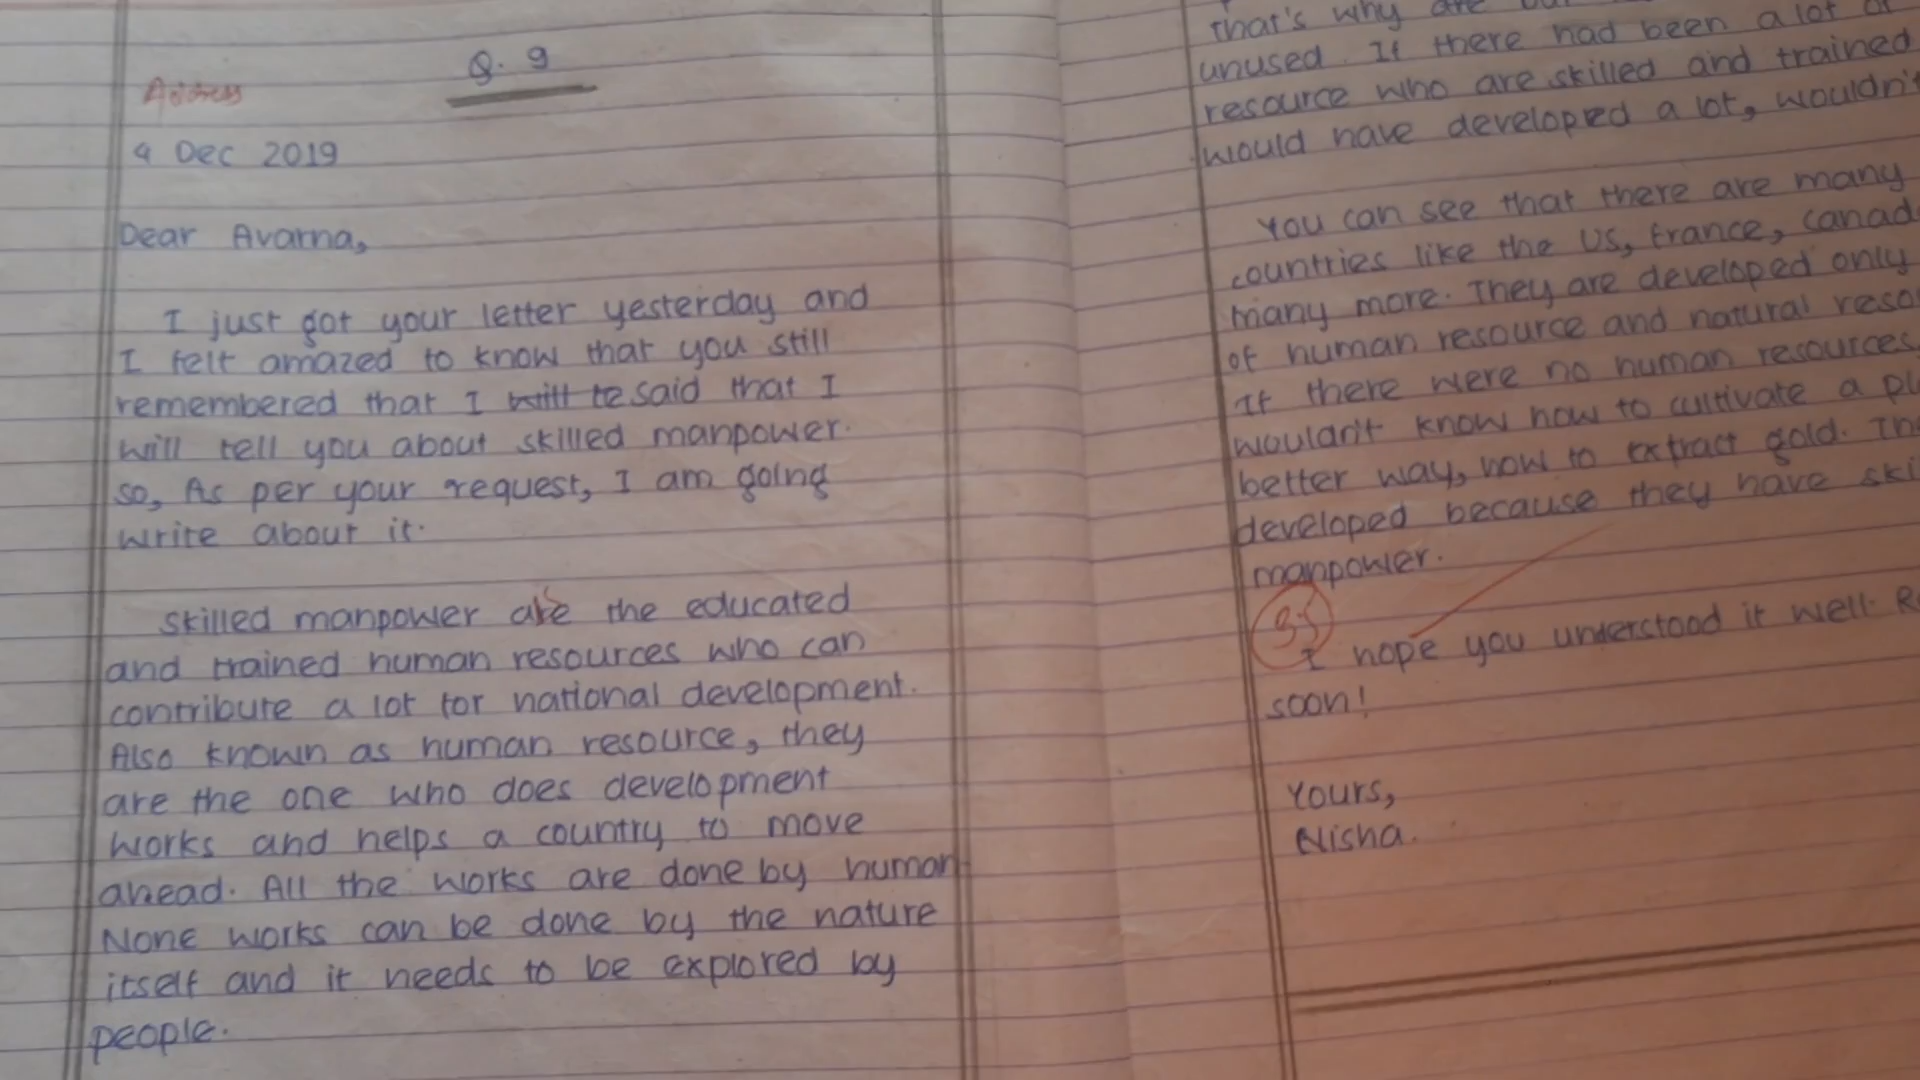 Q. 9
Address
4 Dec 2019
Dear Avarna,
I just got your letter yesterday and
I felt amazed to know that you still
remembered that I will te said that I
will tell you about skilled manpower.
so, As per your request, I am going
write about it.
skilled manpower are the educated
and trained human resources who can
contribute a lot for national development.
Also known as human resource, they
are the one who does development
works and helps a country to move
ahead. All the works are done by human
None works can be done by the nature
itself and it needs to be explored by
people.
that's why are
unused. If there had been a lot of
resource who are skilled and trained
would have developed a lot, wouldn't
You can see that there are many
countries like the US, France,
many more. They are developed only
of human resource and natural
If there were no human resources,
wouldn't know how to cultivate a
better way, how to extract gold.
developed because they have
manpower.
3.5
I hope you understood it well.
soon!
Yours,
Nisha.